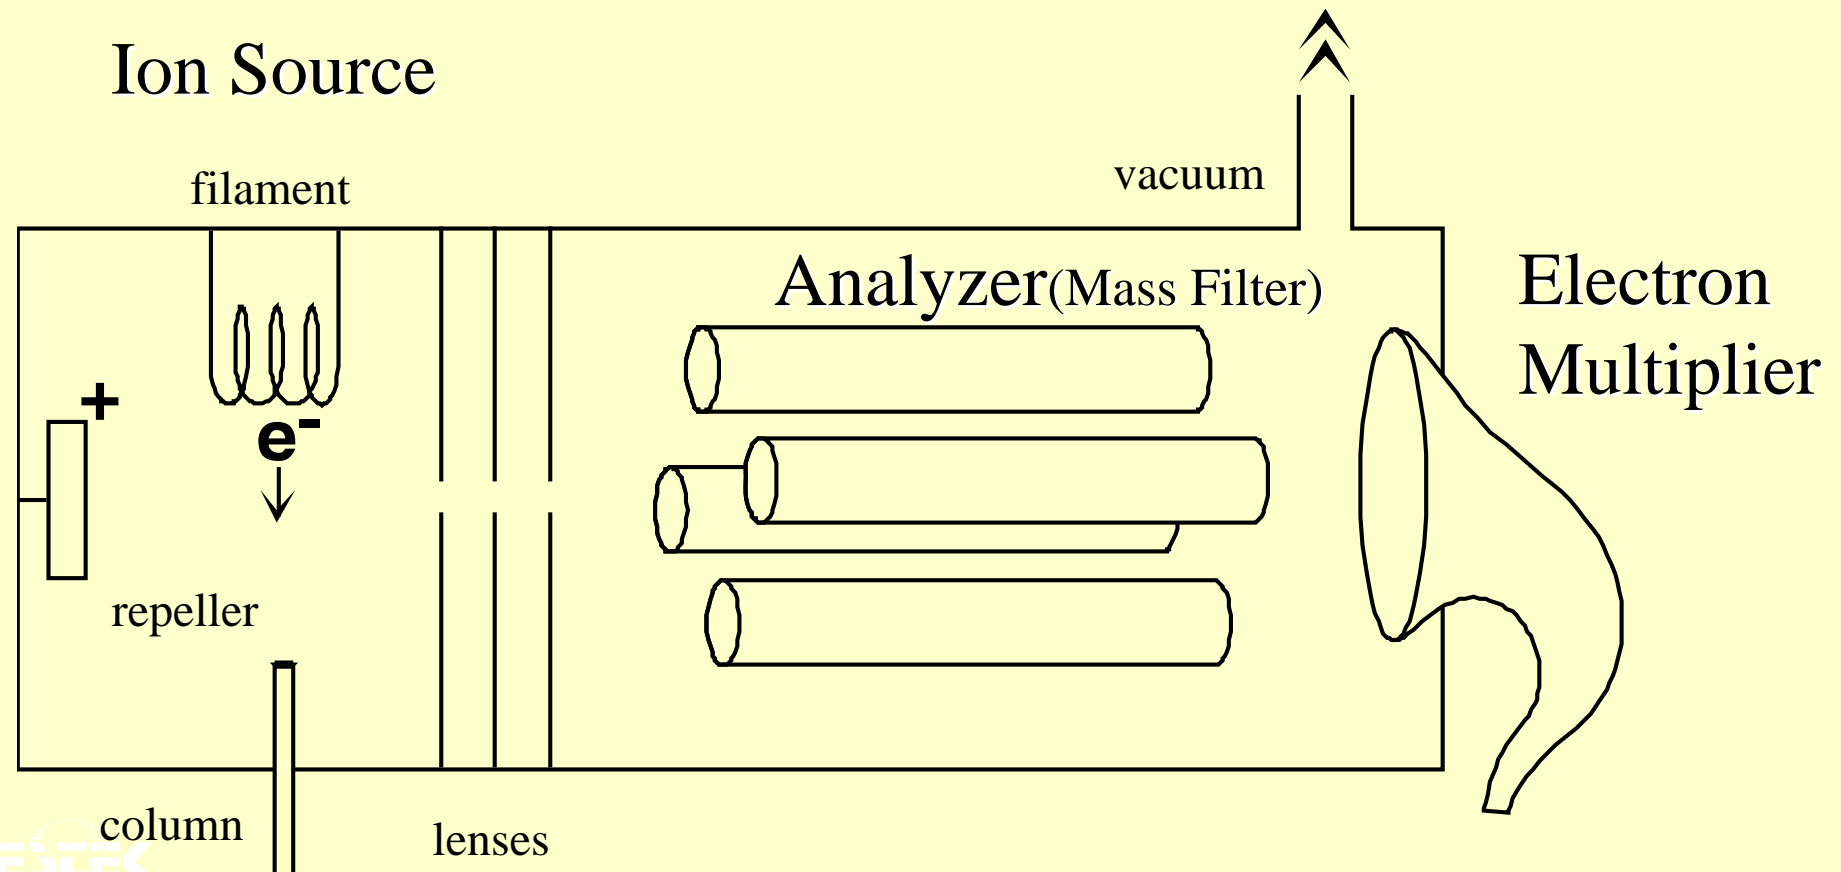 Ion Source
filament
vacuum
Analyzer(Mass Filter)
Electron
Multiplier
+
e-
repeller
column
lenses